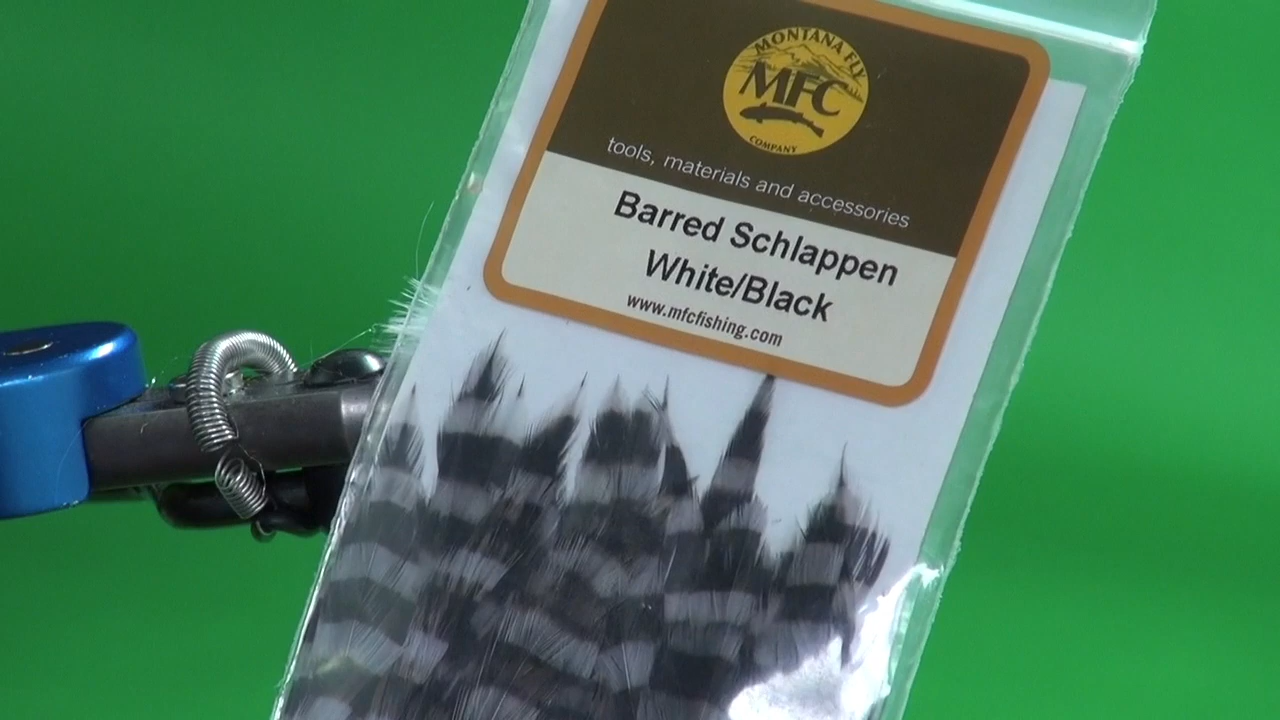 MONTANA FLY
MFC
COMPANY
tools, materials and accessories
Barred Schlappen
White/Black
www.mfcfishing.com